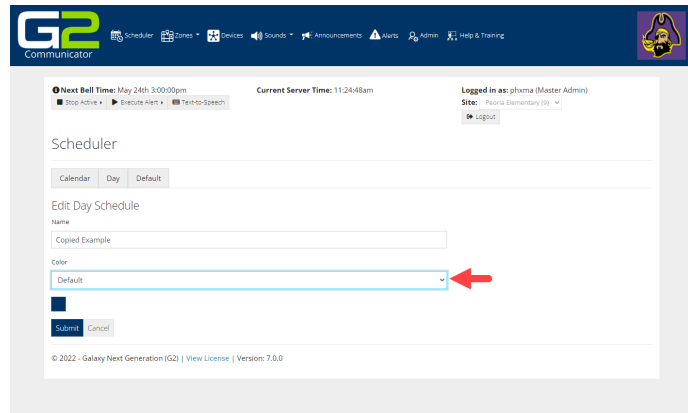 G2
Communicator
Scheduler Zones Devices Sounds Announcements Alerts Admin Help & Training
Next Bell Time: May 24th 3:00:00pm Current Server Time: 11:24:48am Logged in as: phxma (Master Admin)
Stop Active Execute Alert Text-to-Speech Site: Peoria Elementary (9)
Logout
Scheduler
Calendar Day Default
Edit Day Schedule
Name
Copied Example
Color
Default
Submit Cancel
© 2022 - Galaxy Next Generation (G2) | View License | Version: 7.0.0